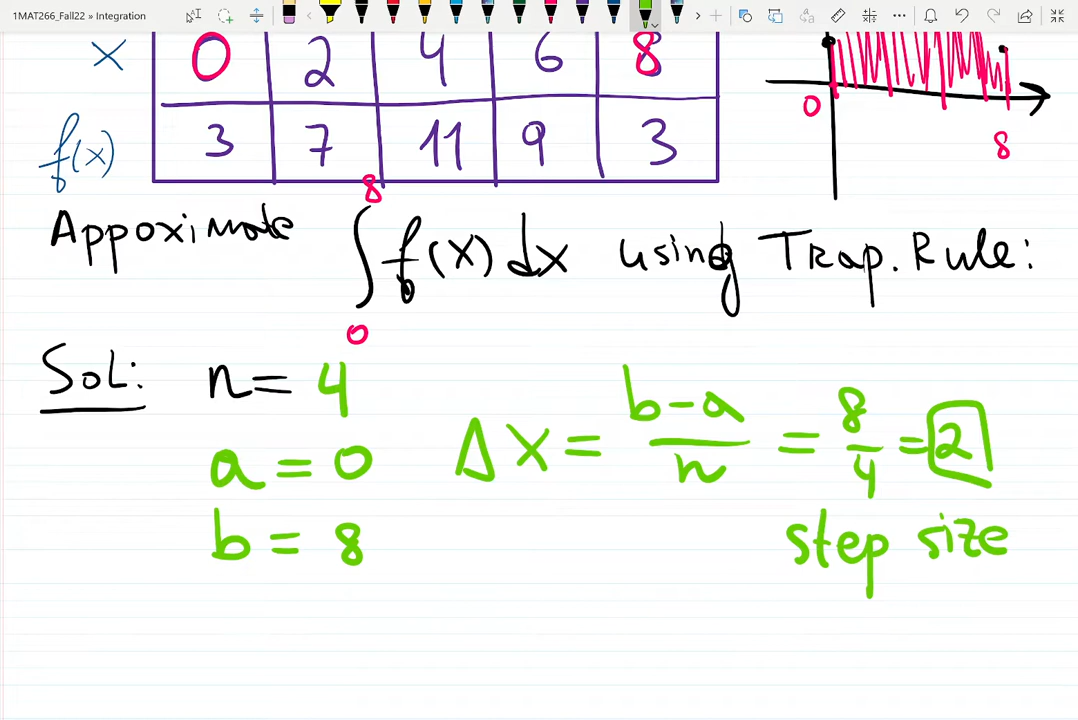 1MAT266_Fall22 » Integration
x 0 2 4 6 8
f(x) 3 7 11 9 3
0 8
Appoximate ∫₀⁸ f(x) dx using Trap. Rule:
Sol: n = 4
a = 0 Δx = (b-a)/n = 8/4 = 2
b = 8 step size